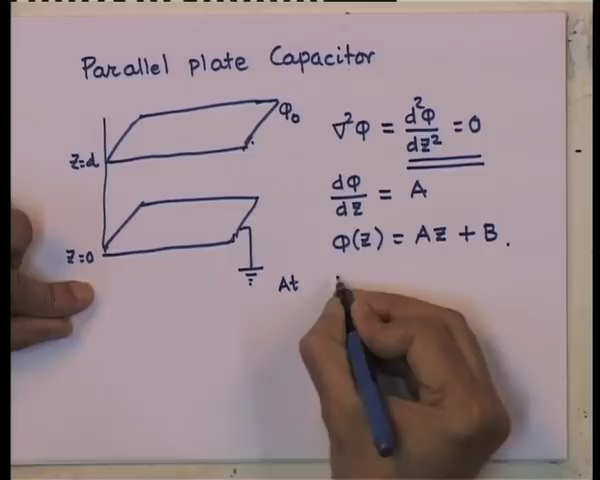 Parallel plate Capacitor
φ₀
∇²φ = d²φ/dz² = 0
z=d
dφ/dz = A
φ(z) = Az + B.
z=0
At